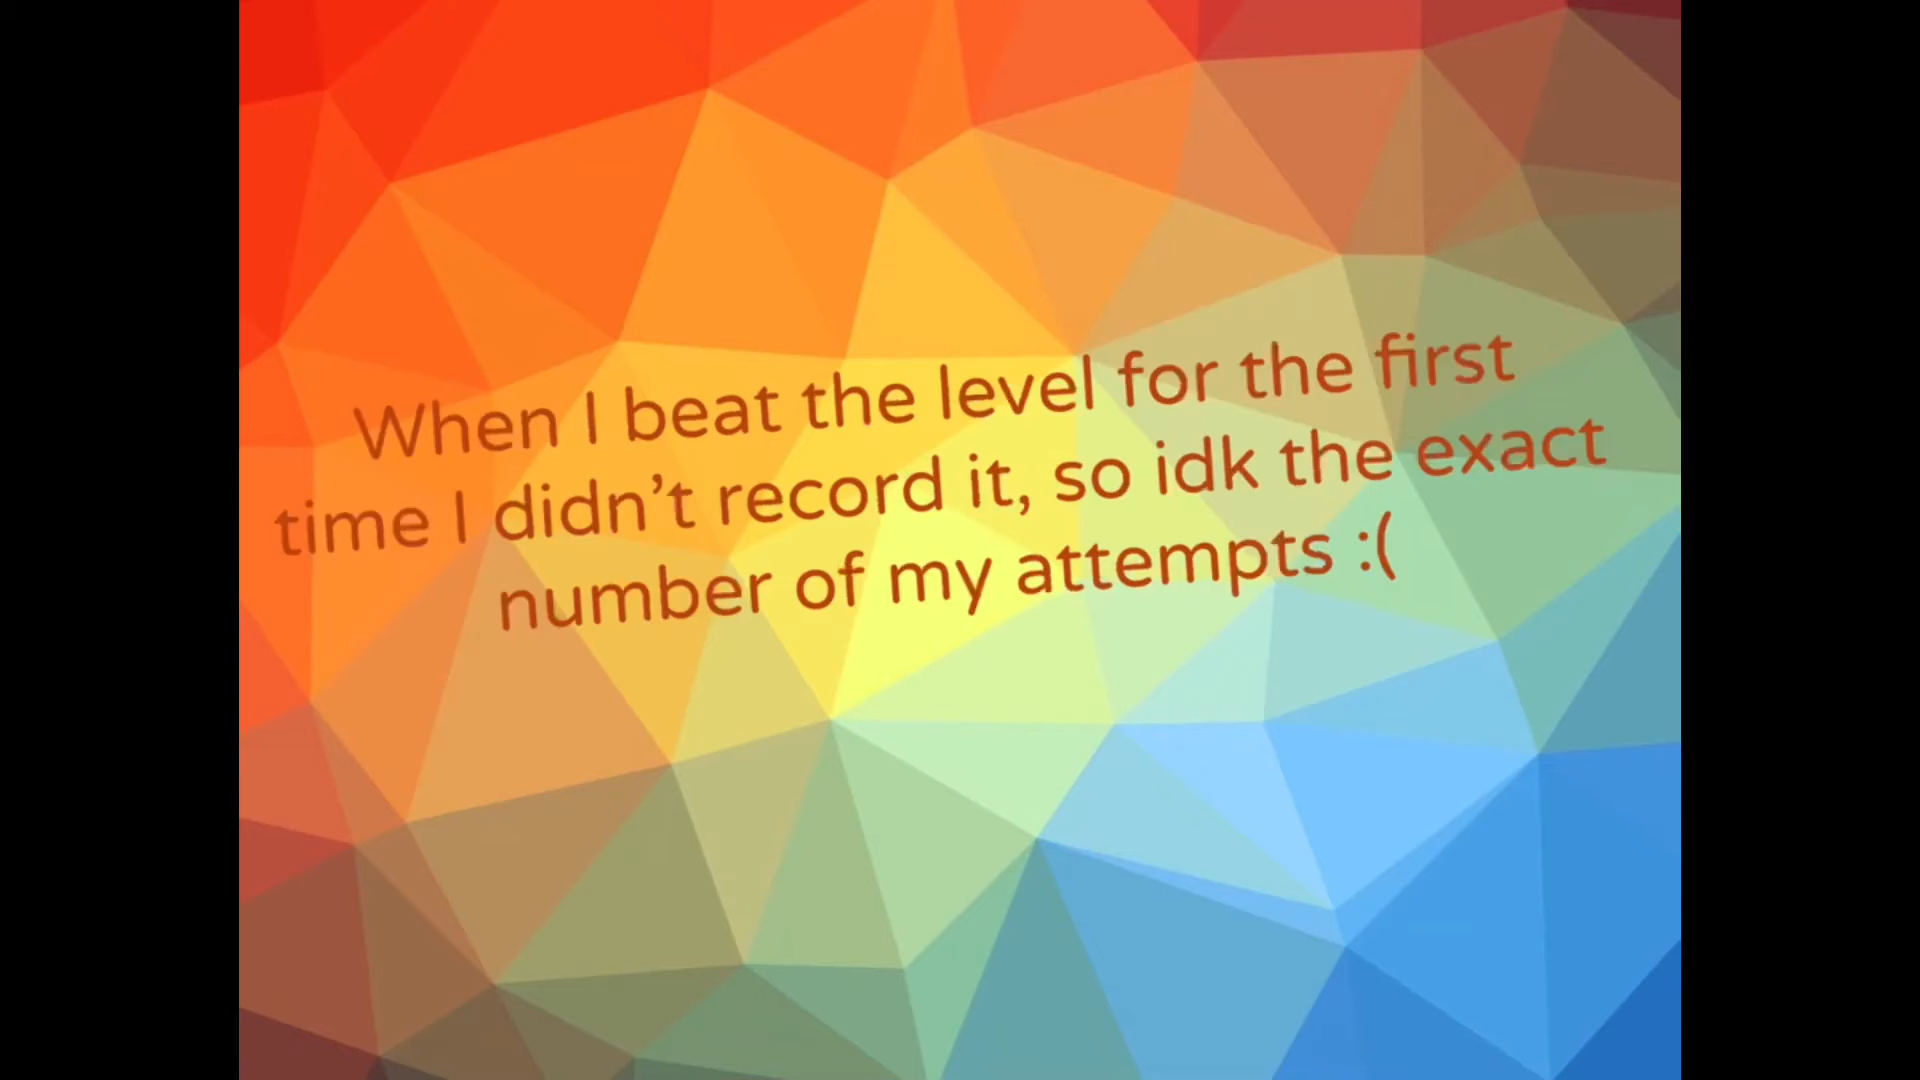 When I beat the level for the first
time I didn’t record it, so idk the exact
number of my attempts :(